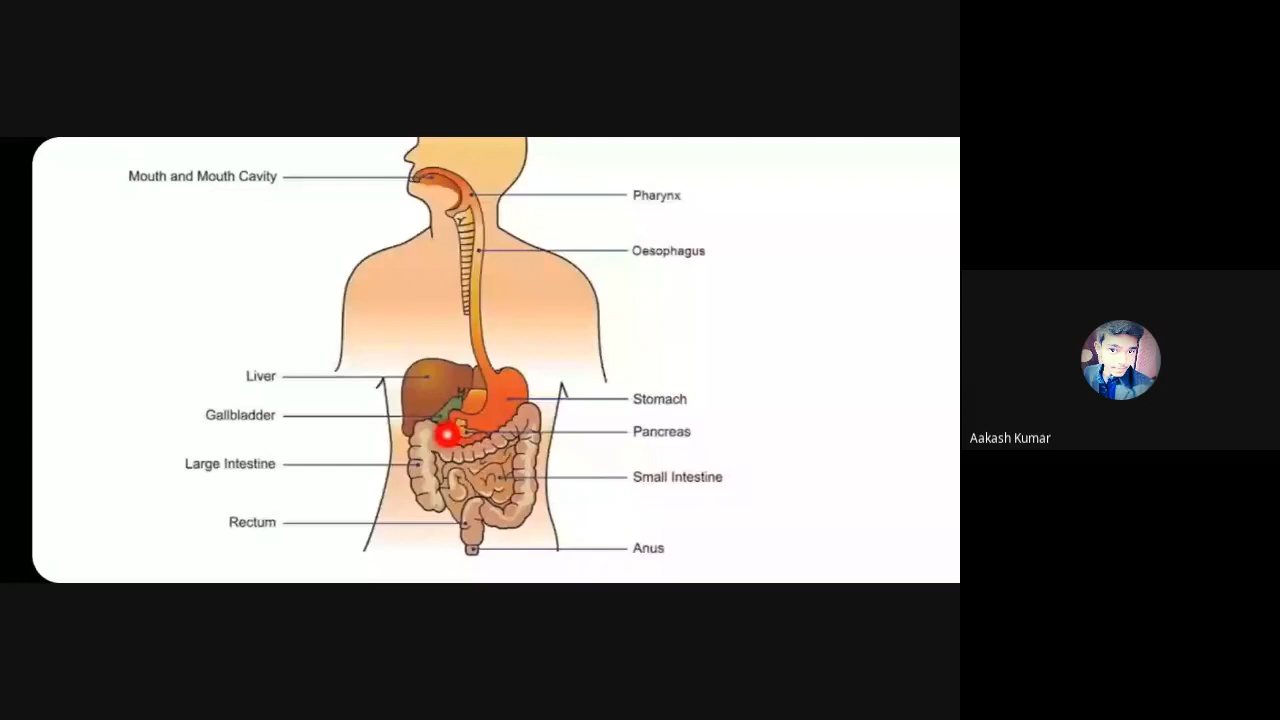 Mouth and Mouth Cavity
Pharynx
Oesophagus
Liver
Stomach
Gallbladder
Pancreas
Aakash Kumar
Large Intestine
Small Intestine
Rectum
Anus